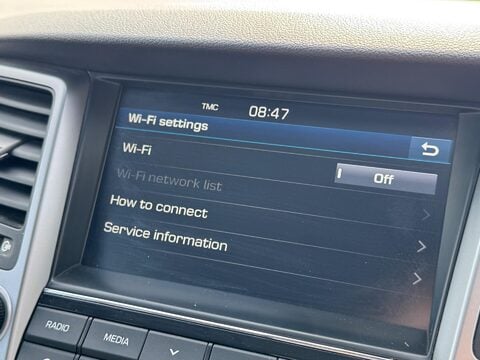 TMC 08:47
Wi-Fi settings
Wi-Fi
Off
Wi-Fi network list
How to connect
Service information
RADIO
MEDIA